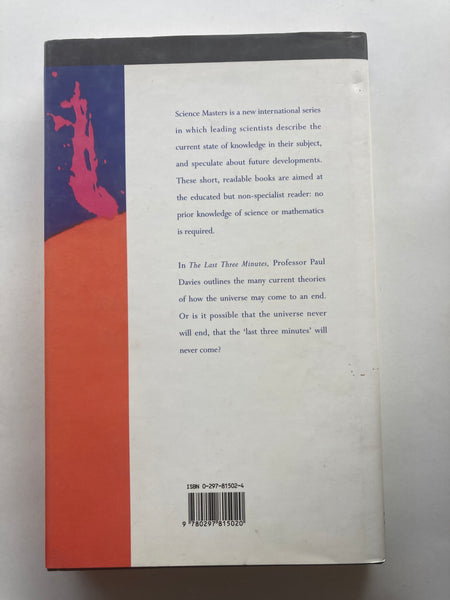 Science Masters is a new international series
in which leading scientists describe the
current state of knowledge in their subject,
and speculate about future developments.
These short, readable books are aimed at
the educated but non-specialist reader: no
prior knowledge of science or mathematics
is required.
In The Last Three Minutes, Professor Paul
Davies outlines the many current theories
of how the universe may come to an end.
Or is it possible that the universe never
will end, that the ‘last three minutes’ will
never come?
ISBN 0-297-81502-4
9 780297 815020